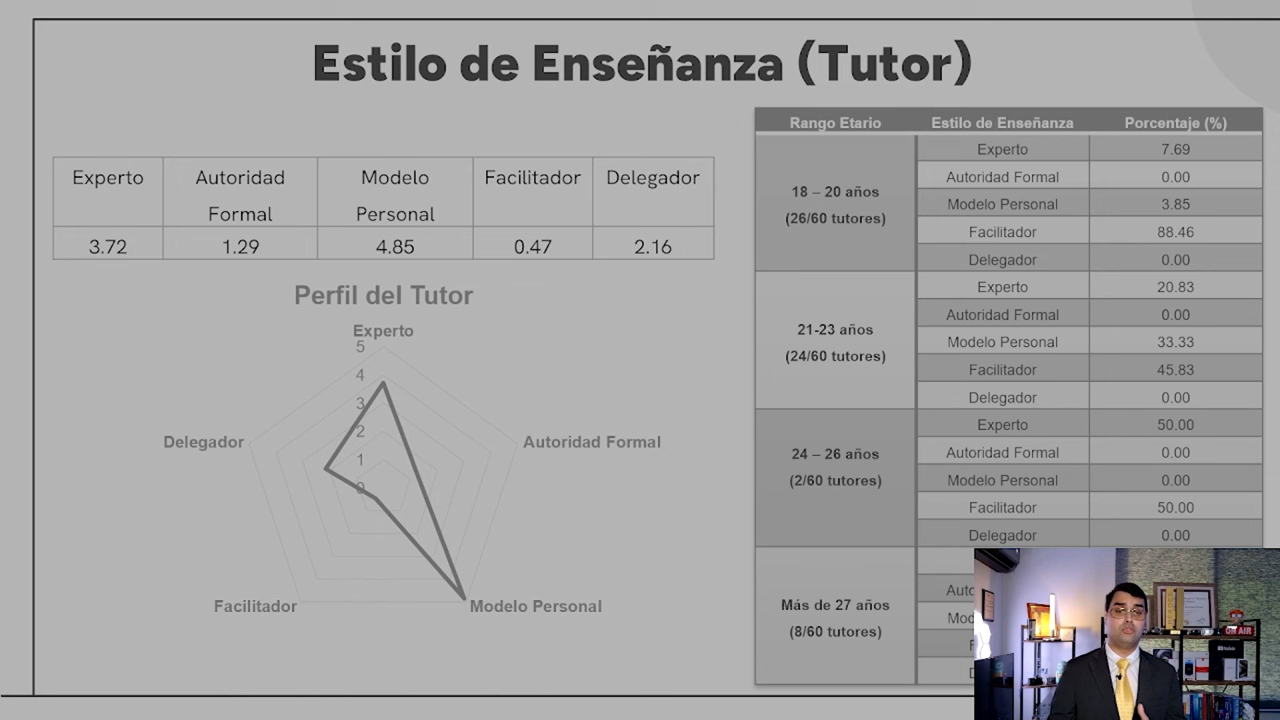 Estilo de Enseñanza (Tutor)
Experto Autoridad Formal Modelo Personal Facilitador Delegador
3.72 1.29 4.85 0.47 2.16
Perfil del Tutor
Experto
5
4
3
2
1
0
Delegador
Autoridad Formal
Facilitador
Modelo Personal
Rango Etario Estilo de Enseñanza Porcentaje (%)
18 – 20 años
(26/60 tutores)
Experto 7.69
Autoridad Formal 0.00
Modelo Personal 3.85
Facilitador 88.46
Delegador 0.00
21-23 años
(24/60 tutores)
Experto 20.83
Autoridad Formal 0.00
Modelo Personal 33.33
Facilitador 45.83
Delegador 0.00
24 – 26 años
(2/60 tutores)
Experto 50.00
Autoridad Formal 0.00
Modelo Personal 0.00
Facilitador 50.00
Delegador 0.00
Más de 27 años
(8/60 tutores)
Auto
Mod
F
D
ON AIR